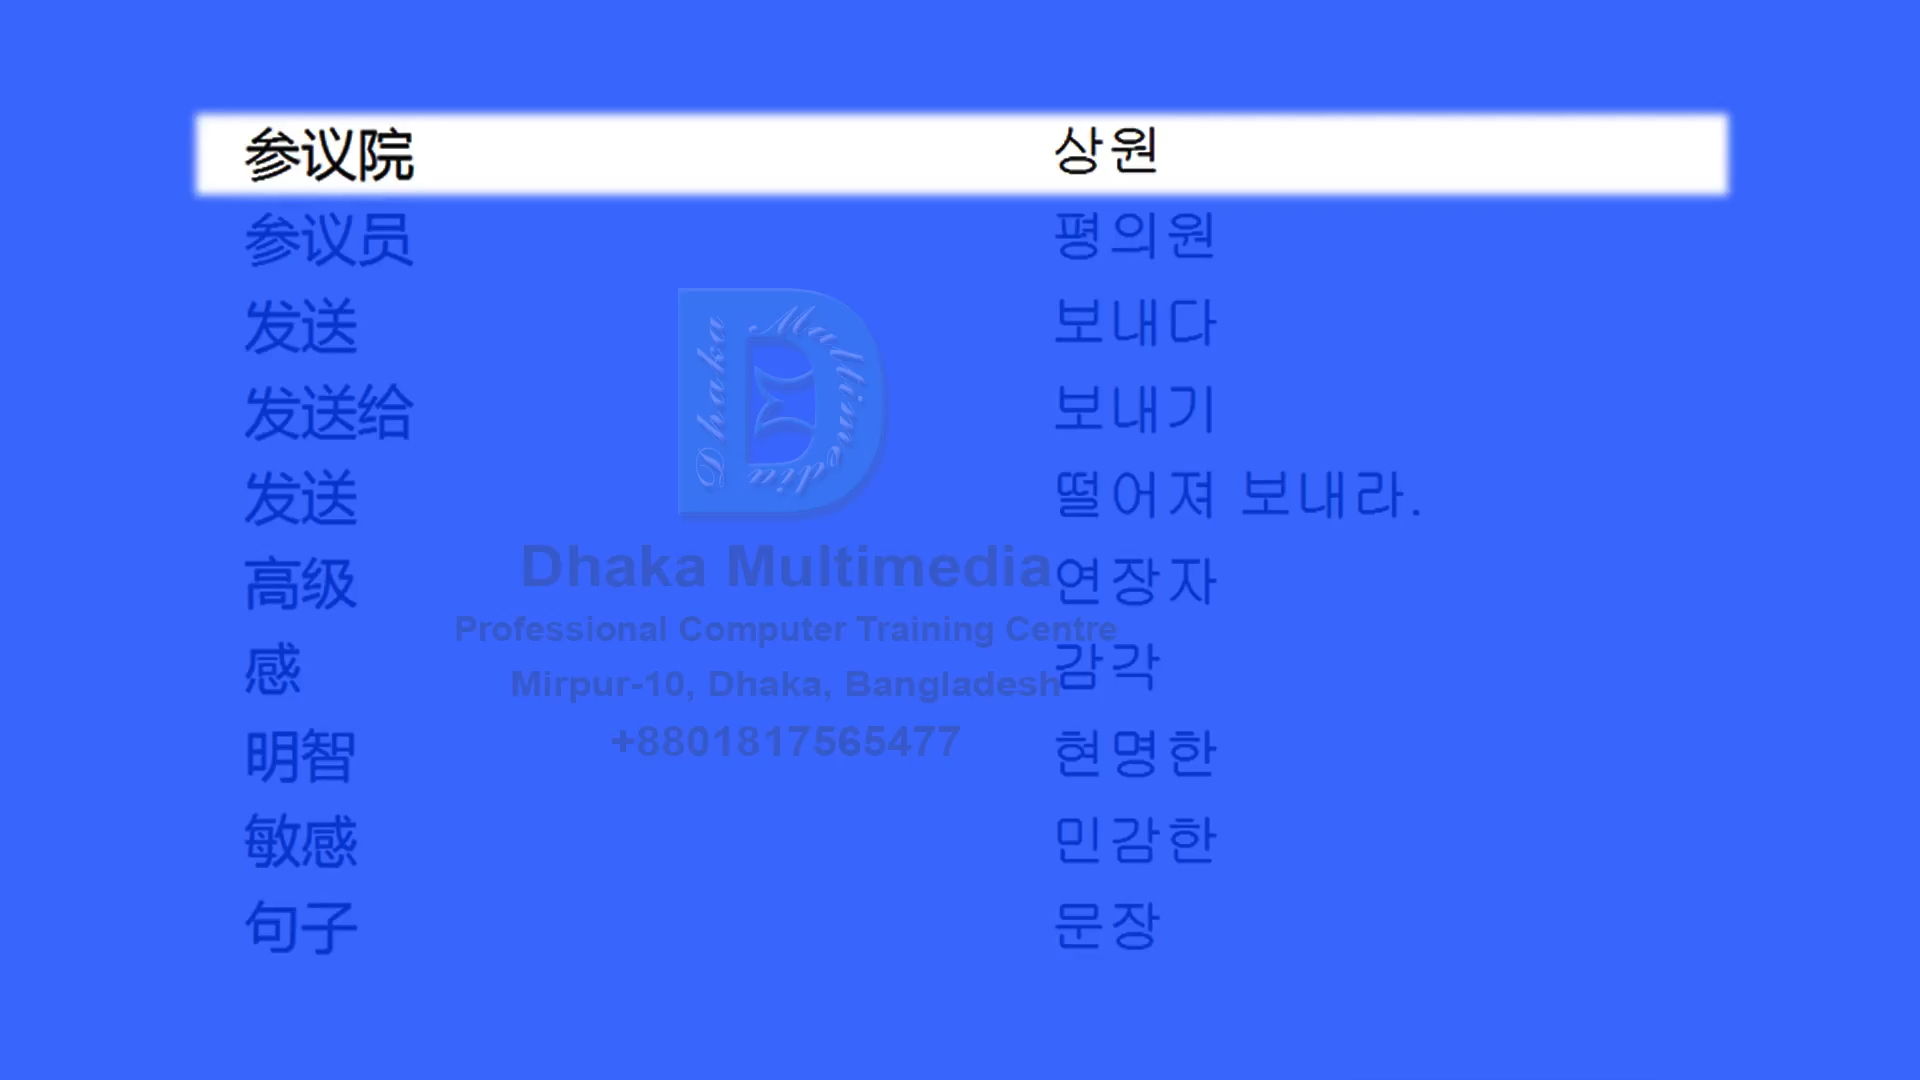 参议院 상원
参议员 평의원
发送 보내다
发送给 보내기
发送 떨어져 보내라.
高级 연장자
感 감각
明智 현명한
敏感 민감한
句子 문장
Dhaka Multimedia
Dhaka Multimedia
Professional Computer Training Centre
Mirpur-10, Dhaka, Bangladesh
+8801817565477